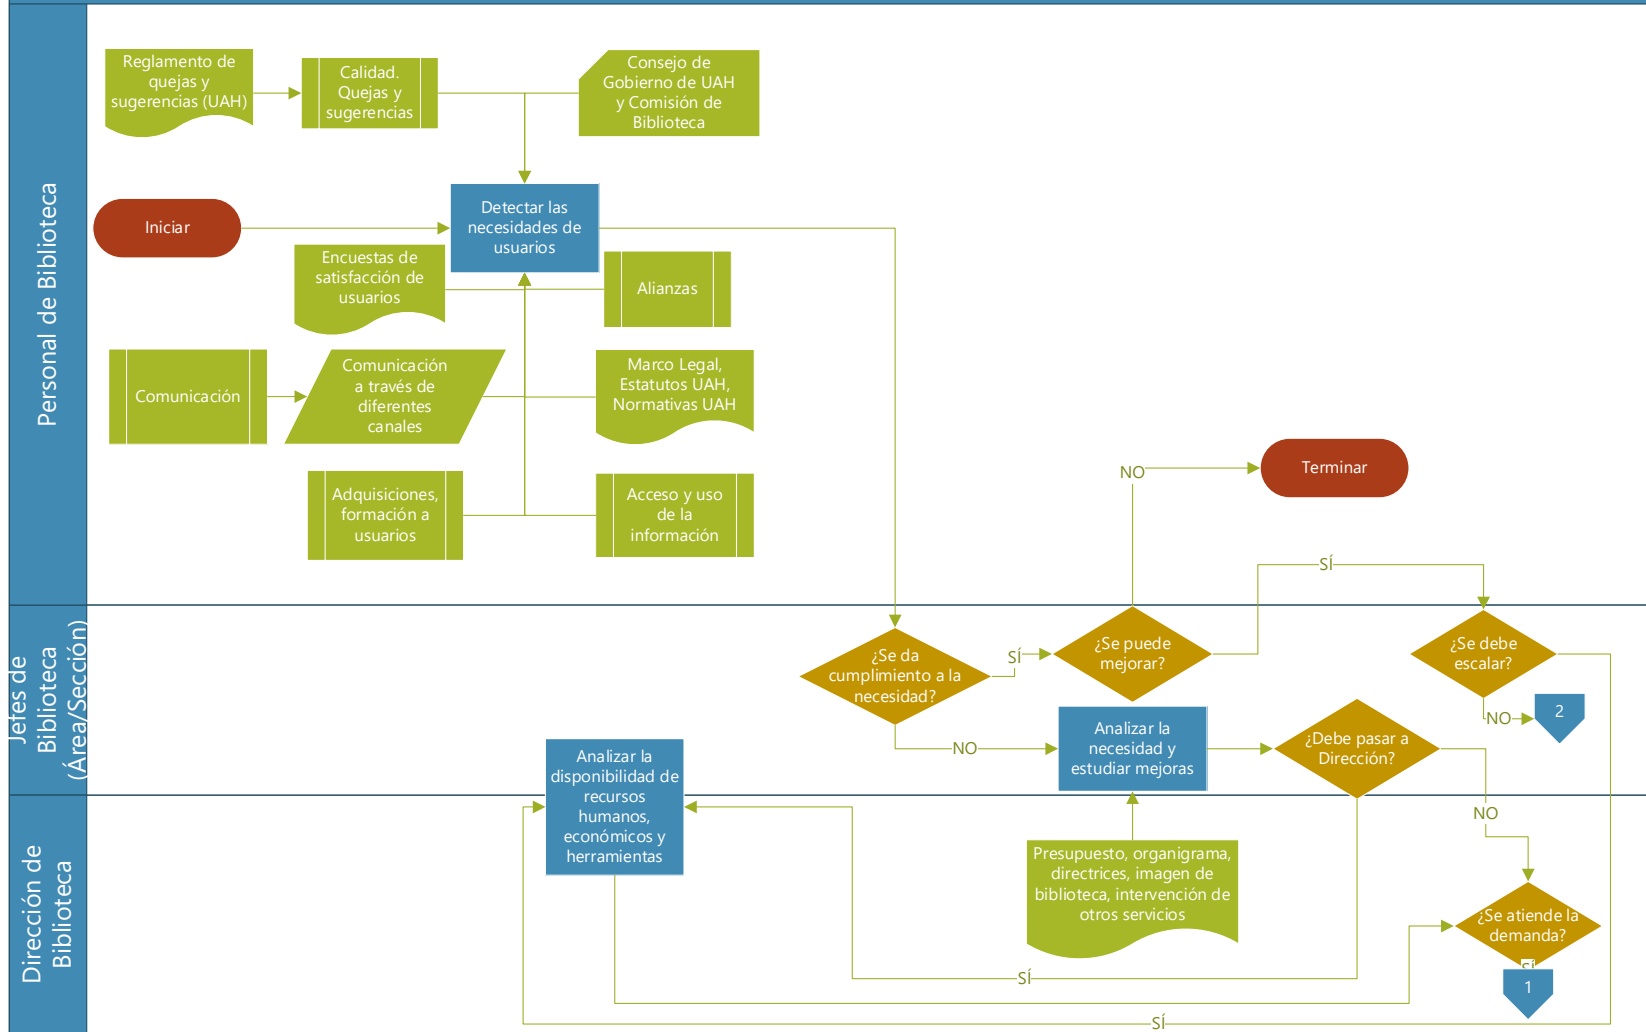 Personal de Biblioteca
Reglamento de
quejas y
sugerencias (UAH)
Calidad.
Quejas y
sugerencias
Consejo de
Gobierno de UAH
y Comisión de
Biblioteca
Iniciar
Detectar las
necesidades de
usuarios
Encuestas de
satisfacción de
usuarios
Alianzas
Comunicación
Comunicación
a través de
diferentes
canales
Marco Legal,
Estatutos UAH,
Normativas UAH
Adquisiciones,
formación a
usuarios
Acceso y uso
de la
información
NO
Terminar
SÍ
Jefes de
Biblioteca
(Área/Sección)
¿Se da
cumplimiento a la
necesidad?
SÍ
¿Se puede
mejorar?
¿Se debe
escalar?
NO
2
NO
Analizar la
necesidad y
estudiar mejoras
¿Debe pasar a
Dirección?
Analizar la
disponibilidad de
recursos
humanos,
económicos y
herramientas
NO
Dirección de
Biblioteca
Presupuesto, organigrama,
directrices, imagen de
biblioteca, intervención de
otros servicios
¿Se atiende la
demanda?
SÍ
SÍ
1
SÍ